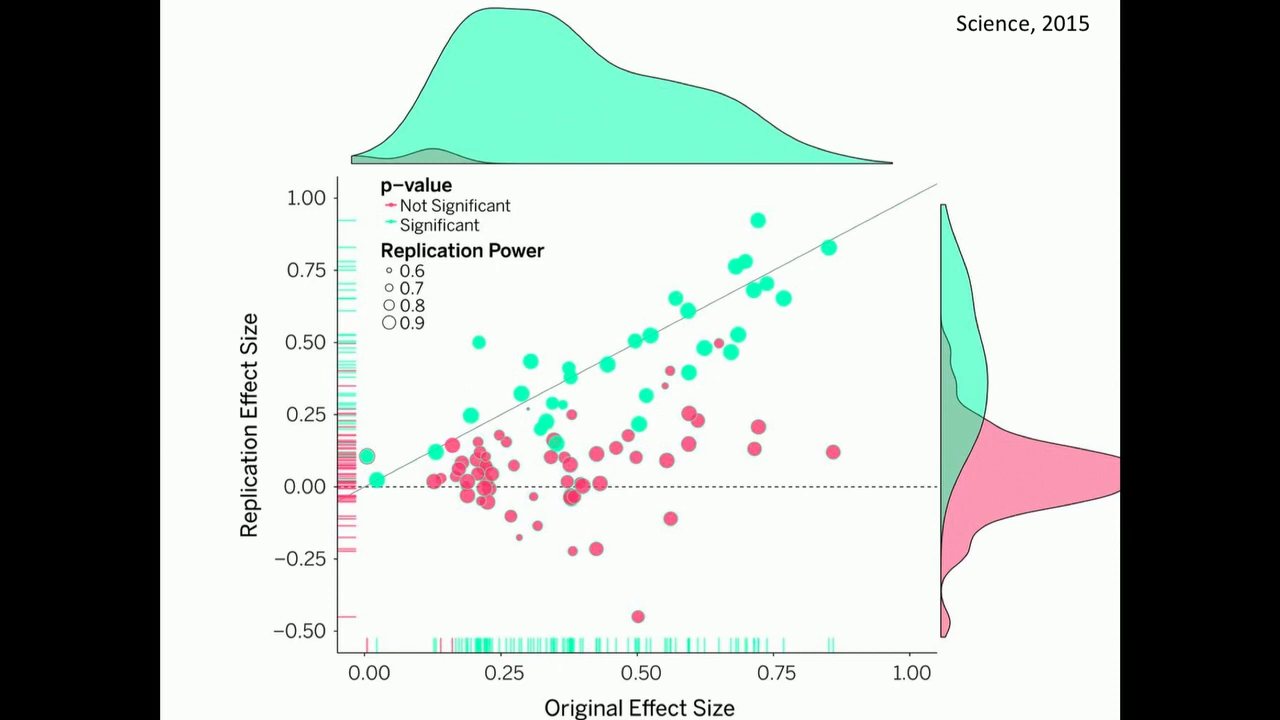 Science, 2015
p−value
Not Significant
Significant
Replication Power
0.6
0.7
0.8
0.9
1.00
0.75
0.50
0.25
0.00
−0.25
−0.50
Replication Effect Size
0.00 0.25 0.50 0.75 1.00
Original Effect Size